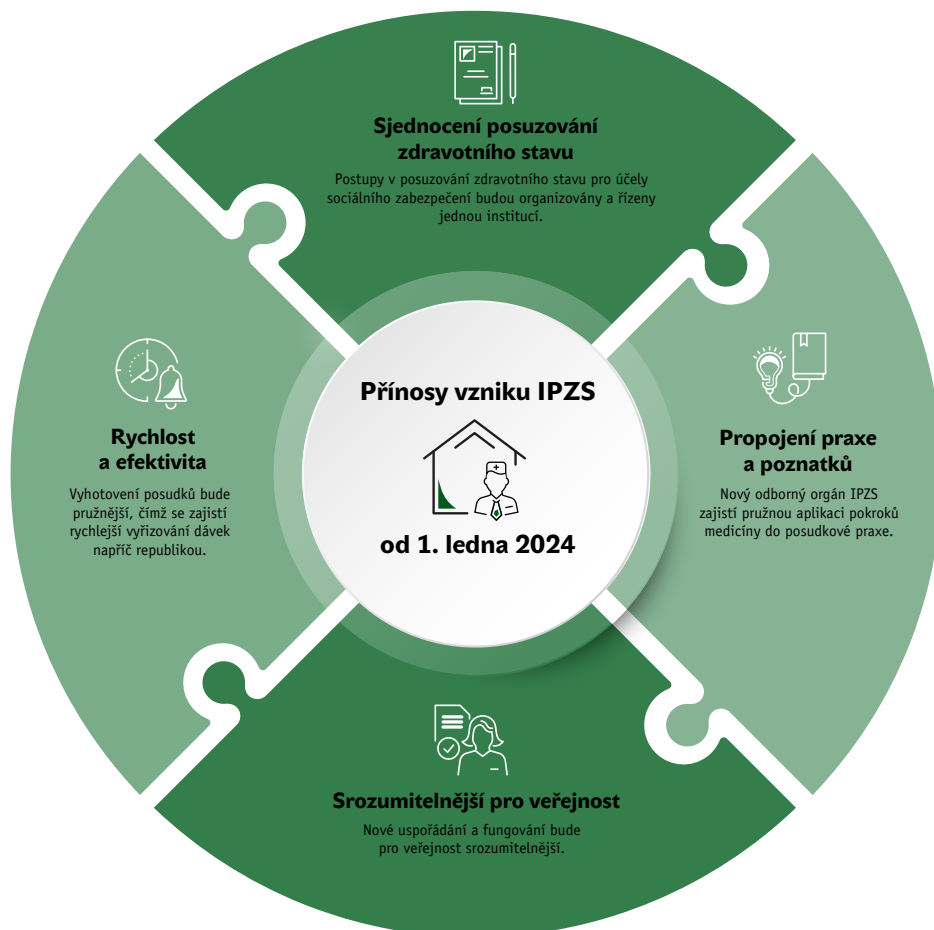 Sjednocení posuzování
zdravotního stavu
Postupy v posuzování zdravotního stavu pro účely
sociálního zabezpečení budou organizovány a řízeny
jednou institucí.
Rychlost
a efektivita
Vyhotovení posudků bude
pružnější, čímž se zajistí
rychlejší vyřizování dávek
napříč republikou.
Přínosy vzniku IPZS
od 1. ledna 2024
Propojení praxe
a poznatků
Nový odborný orgán IPZS
zajistí pružnou aplikaci pokroků
medicíny do posudkové praxe.
Srozumitelnější pro veřejnost
Nové uspořádání a fungování bude
pro veřejnost srozumitelnější.